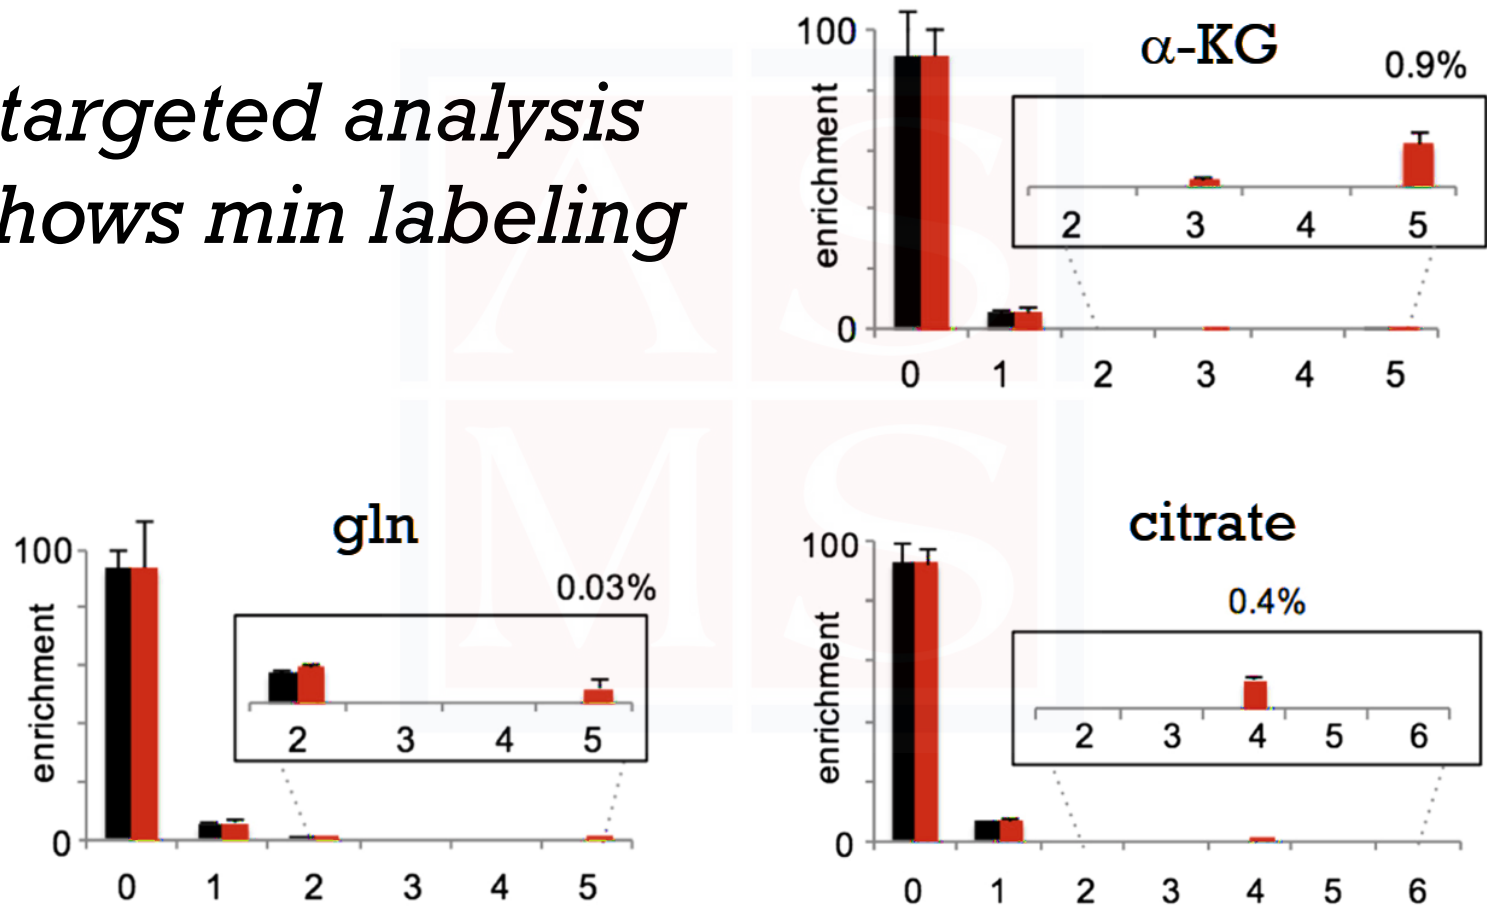 targeted analysis
hows min labeling
α-KG
0.9%
100
enrichment
0
2 3 4 5
0 1 2 3 4 5
gln
0.03%
100
enrichment
0
2 3 4 5
0 1 2 3 4 5
citrate
0.4%
100
enrichment
0
2 3 4 5 6
0 1 2 3 4 5 6
ASMS